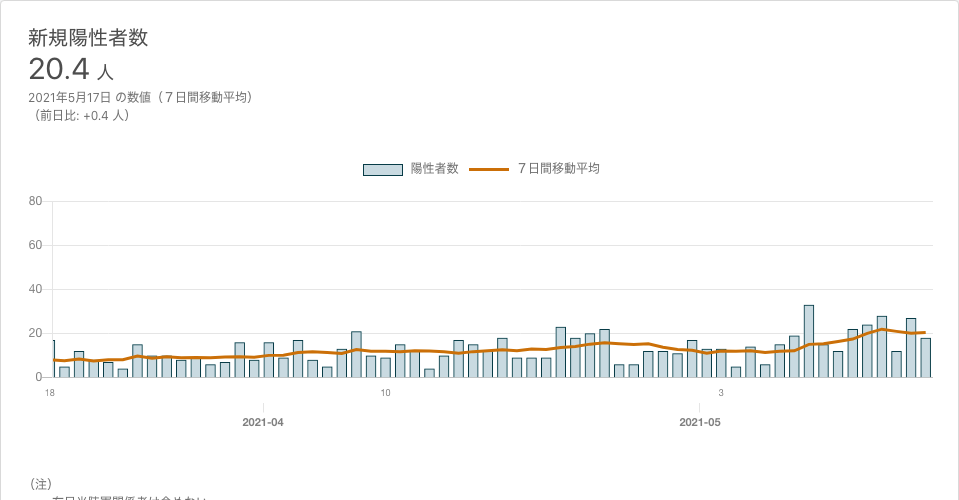 新規陽性者数
20.4 人
2021年5月17日 の数値（７日間移動平均）
（前日比: +0.4 人）
陽性者数 ７日間移動平均
80
60
40
20
0
18 10 3
2021-04 2021-05
（注）